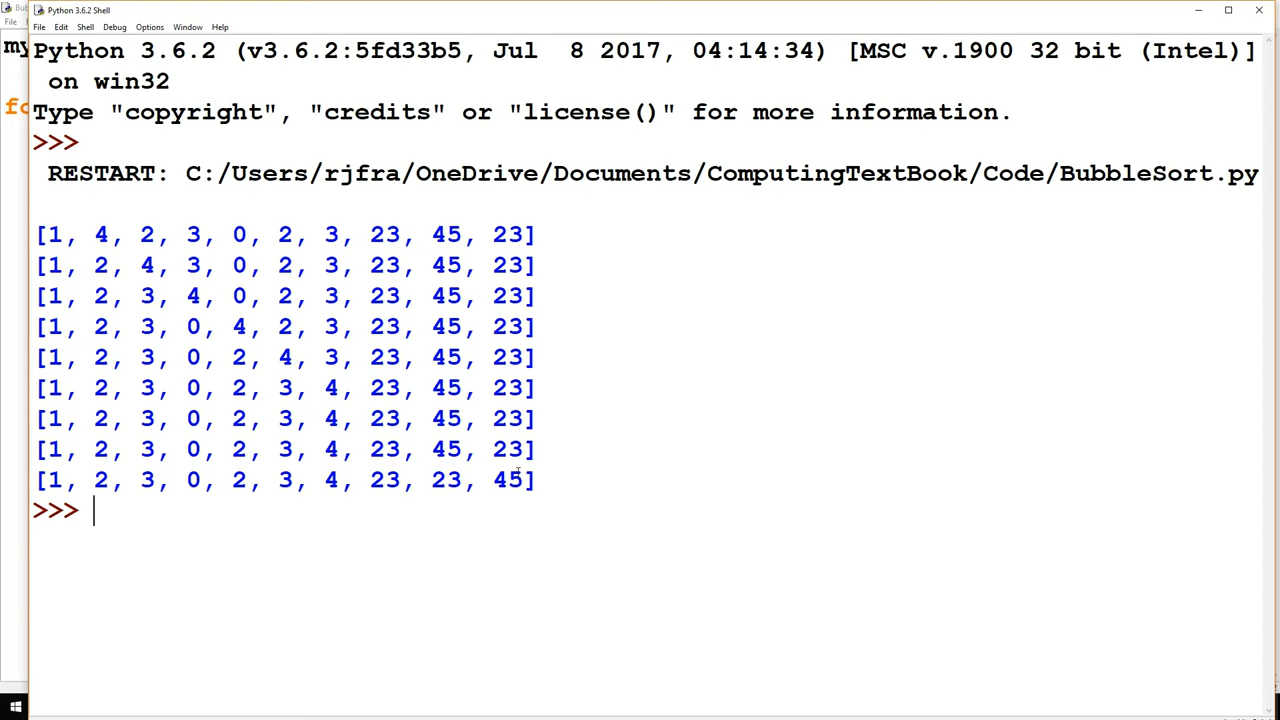 Bub
Python 3.6.2 Shell
File
File Edit Shell Debug Options Window Help
my
fo
Python 3.6.2 (v3.6.2:5fd33b5, Jul  8 2017, 04:14:34) [MSC v.1900 32 bit (Intel)]
on win32
Type "copyright", "credits" or "license()" for more information.
>>>
RESTART: C:/Users/rjfra/OneDrive/Documents/ComputingTextBook/Code/BubbleSort.py
[1, 4, 2, 3, 0, 2, 3, 23, 45, 23]
[1, 2, 4, 3, 0, 2, 3, 23, 45, 23]
[1, 2, 3, 4, 0, 2, 3, 23, 45, 23]
[1, 2, 3, 0, 4, 2, 3, 23, 45, 23]
[1, 2, 3, 0, 2, 4, 3, 23, 45, 23]
[1, 2, 3, 0, 2, 3, 4, 23, 45, 23]
[1, 2, 3, 0, 2, 3, 4, 23, 45, 23]
[1, 2, 3, 0, 2, 3, 4, 23, 45, 23]
[1, 2, 3, 0, 2, 3, 4, 23, 23, 45]
>>>